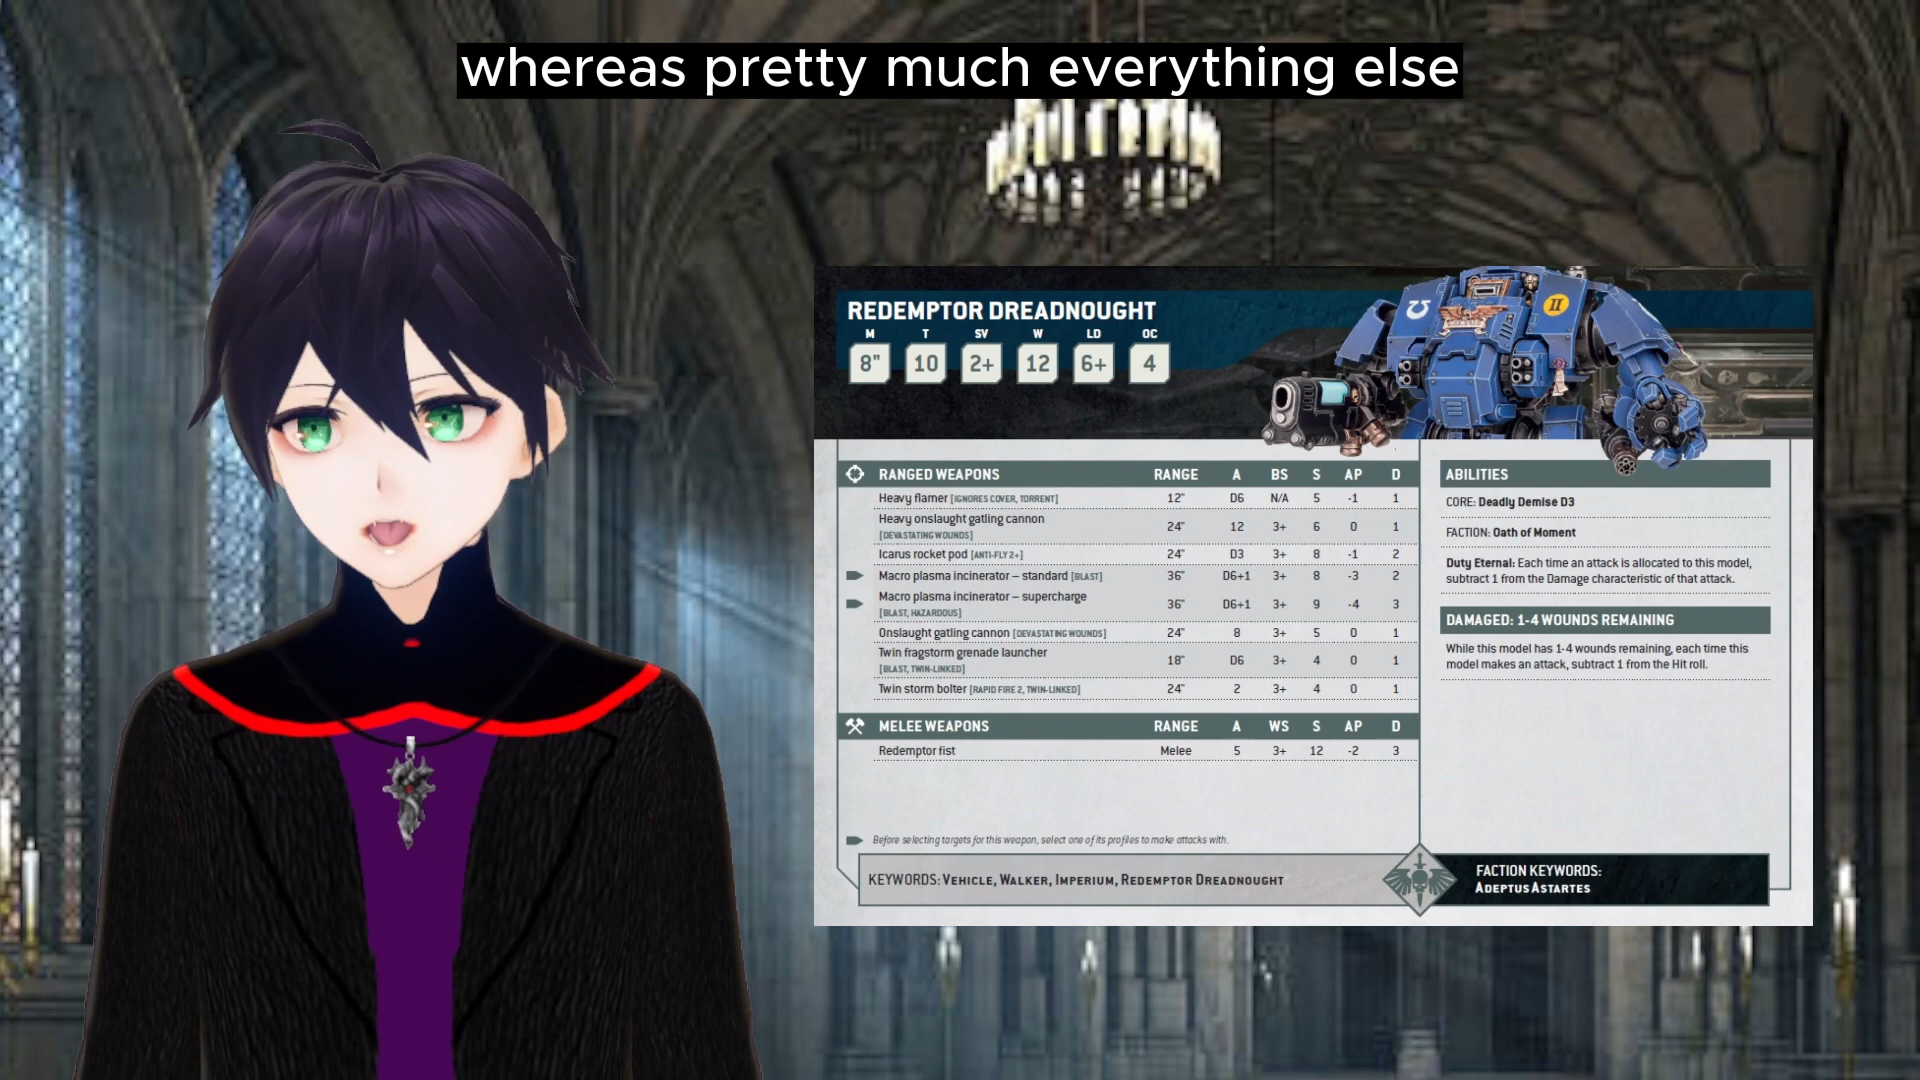 whereas pretty much everything else
REDEMPTOR DREADNOUGHT
M T SV W LD OC
8" 10 2+ 12 6+ 4
II
RANGED WEAPONS RANGE A BS S AP D
Heavy flamer [IGNORES COVER, TORRENT] 12" D6 N/A 5 -1 1
Heavy onslaught gatling cannon
[DEVASTATING WOUNDS] 24" 12 3+ 6 0 1
Icarus rocket pod [ANTI-FLY 2+] 24" D3 3+ 8 -1 2
Macro plasma incinerator – standard [BLAST] 36" D6+1 3+ 8 -3 2
Macro plasma incinerator – supercharge
[BLAST, HAZARDOUS] 36" D6+1 3+ 9 -4 3
Onslaught gatling cannon [DEVASTATING WOUNDS] 24" 8 3+ 5 0 1
Twin fragstorm grenade launcher
[BLAST, TWIN-LINKED] 18" D6 3+ 4 0 1
Twin storm bolter [RAPID FIRE 2, TWIN-LINKED] 24" 2 3+ 4 0 1
MELEE WEAPONS RANGE A WS S AP D
Redemptor fist Melee 5 3+ 12 -2 3
Before selecting targets for this weapon, select one of its profiles to make attacks with.
ABILITIES
CORE: Deadly Demise D3
FACTION: Oath of Moment
Duty Eternal: Each time an attack is allocated to this model,
subtract 1 from the Damage characteristic of that attack.
DAMAGED: 1-4 WOUNDS REMAINING
While this model has 1-4 wounds remaining, each time this
model makes an attack, subtract 1 from the Hit roll.
KEYWORDS: VEHICLE, WALKER, IMPERIUM, REDEMPTOR DREADNOUGHT
FACTION KEYWORDS:
ADEPTUS ASTARTES